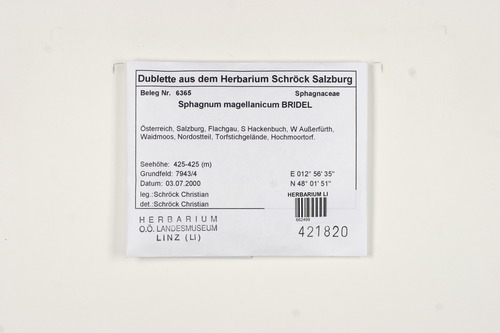 Dublette aus dem Herbarium Schröck Salzburg
Beleg Nr. 6365 Sphagnaceae
Sphagnum magellanicum BRIDEL
Österreich, Salzburg, Flachgau, S Hackenbuch, W Außerfürth,
Waidmoos, Nordostteil, Torfstichgelände, Hochmoortorf.
Seehöhe: 425-425 (m)
Grundfeld: 7943/4 E 012° 56' 35"
Datum: 03.07.2000 N 48° 01' 51"
leg.:Schröck Christian HERBARIUM LI
det.:Schröck Christian
HERBARIUM
O.Ö. LANDESMUSEUM
LINZ (LI)
421820